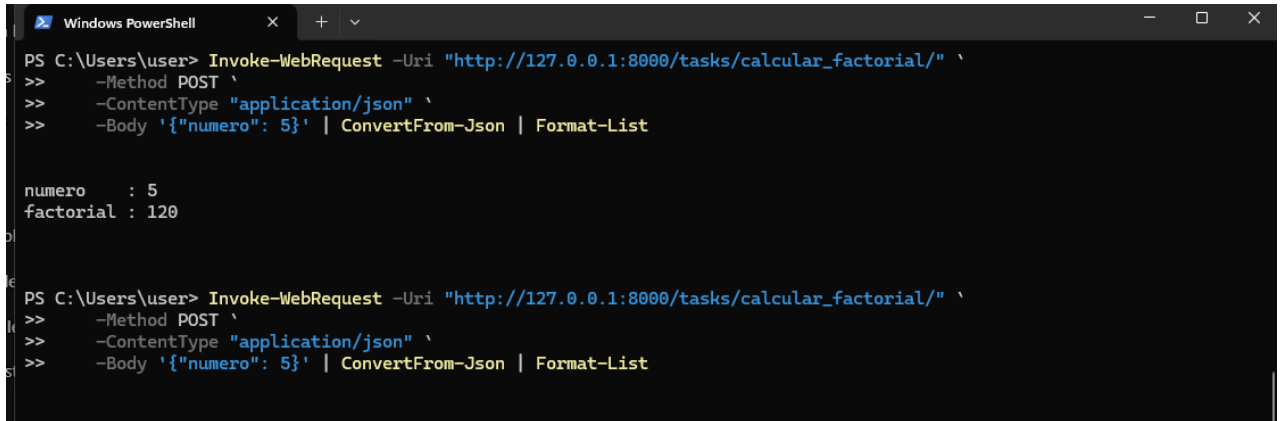 Windows PowerShell
PS C:\Users\user> Invoke-WebRequest -Uri "http://127.0.0.1:8000/tasks/calcular_factorial/" `
>>     -Method POST `
>>     -ContentType "application/json" `
>>     -Body '{"numero": 5}' | ConvertFrom-Json | Format-List
numero    : 5
factorial : 120
PS C:\Users\user> Invoke-WebRequest -Uri "http://127.0.0.1:8000/tasks/calcular_factorial/" `
>>     -Method POST `
>>     -ContentType "application/json" `
>>     -Body '{"numero": 5}' | ConvertFrom-Json | Format-List